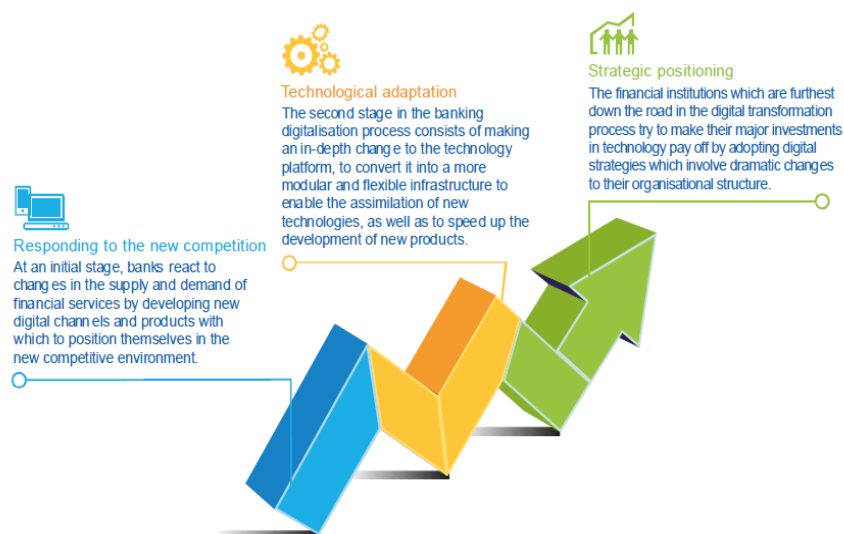 Responding to the new competition
At an initial stage, banks react to
changes in the supply and demand of
financial services by developing new
digital channels and products with
which to position themselves in the
new competitive environment.
Technological adaptation
The second stage in the banking
digitalisation process consists of making
an in-depth change to the technology
platform, to convert it into a more
modular and flexible infrastructure to
enable the assimilation of new
technologies, as well as to speed up the
development of new products.
Strategic positioning
The financial institutions which are furthest
down the road in the digital transformation
process try to make their major investments
in technology pay off by adopting digital
strategies which involve dramatic changes
to their organisational structure.